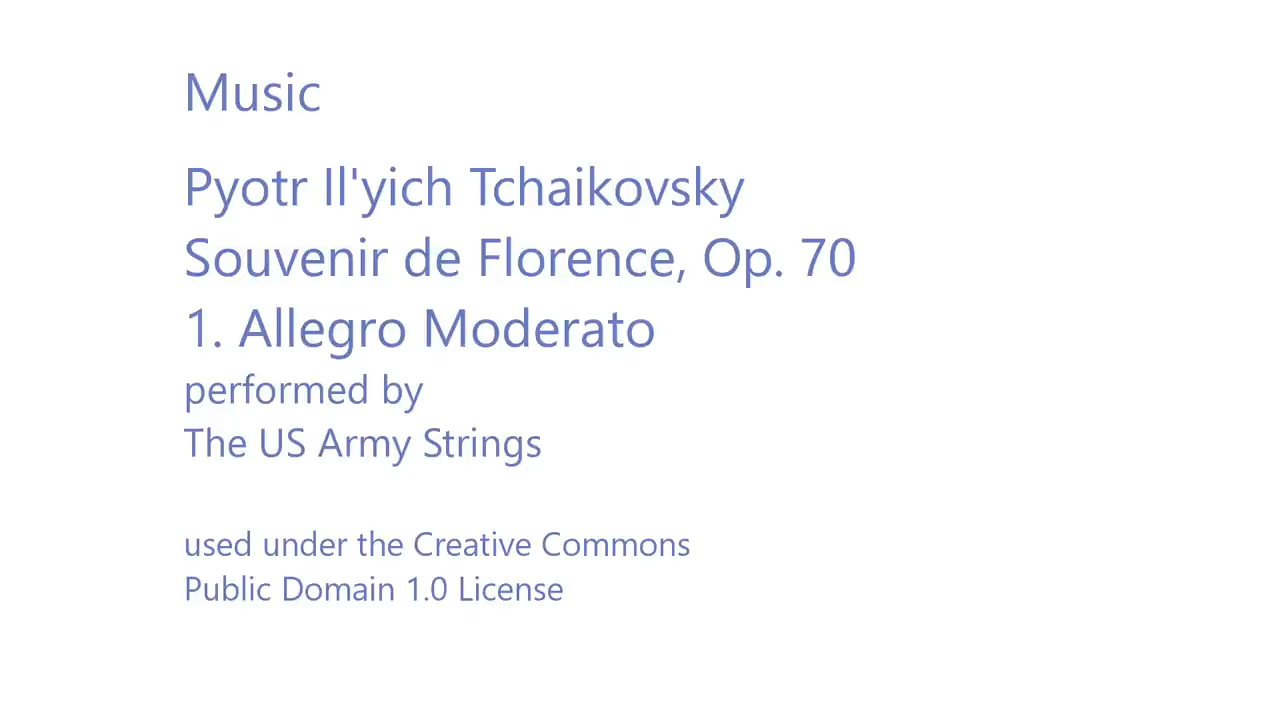 Music
Pyotr Il'yich Tchaikovsky
Souvenir de Florence, Op. 70
1. Allegro Moderato
performed by
The US Army Strings
used under the Creative Commons
Public Domain 1.0 License